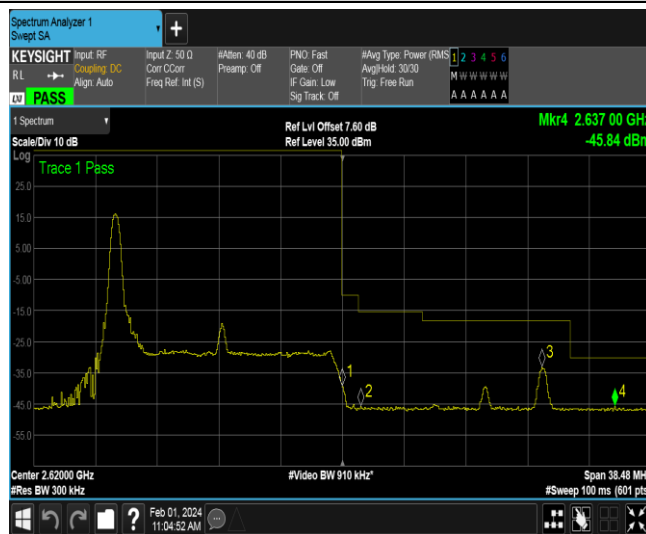 Spectrum Analyzer 1
Swept SA
+
KEYSIGHT Input: RF Input Z: 50 Ω #Atten: 40 dB PNO: Fast #Avg Type: Power (RMS 1 2 3 4 5 6
RL Coupling: DC Corr CCorr Preamp: Off Gate: Off Avg|Hold: 30/30 M W W W W W
Align: Auto Freq Ref: Int (S) IF Gain: Low Trig: Free Run
LXI PASS Sig Track: Off A A A A A A
1 Spectrum Ref Lvl Offset 7.60 dB Mkr4 2.637 00 GHz
Scale/Div 10 dB Ref Level 35.00 dBm -45.84 dBm
Log
Trace 1 Pass
25.0
15.0
5.00
-5.00
-15.0
-25.0
3
-35.0
1
2
4
-45.0
-55.0
Center 2.62000 GHz #Video BW 910 kHz* Span 38.48 MH
#Res BW 300 kHz #Sweep 100 ms (601 pts
? Feb 01, 2024
11:04:52 AM